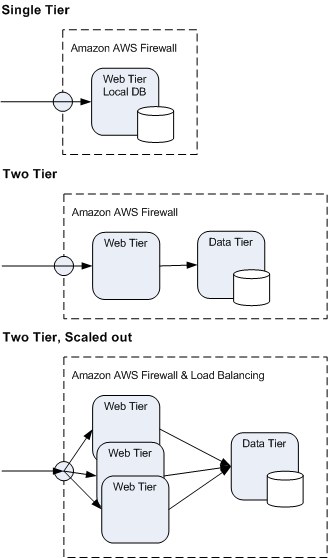 Single Tier
Amazon AWS Firewall
Web Tier
Local DB
Two Tier
Amazon AWS Firewall
Web Tier
Data Tier
Two Tier, Scaled out
Amazon AWS Firewall & Load Balancing
Web Tier
Web Tier
Web Tier
Data Tier